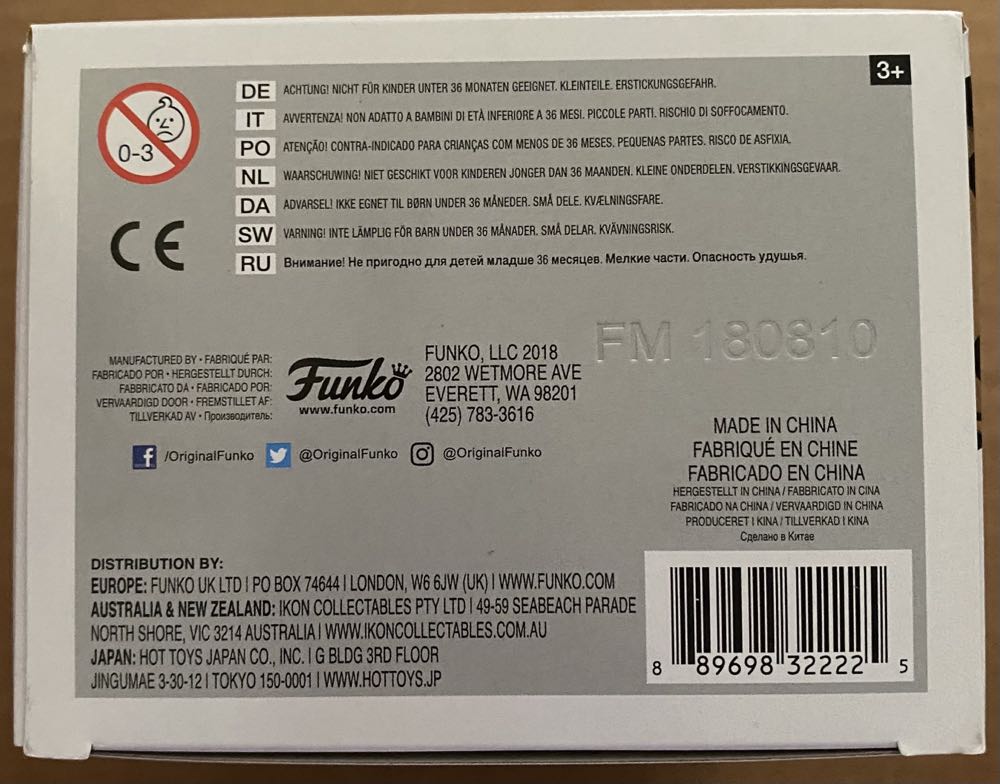 3+
0-3
DE ACHTUNG! NICHT FÜR KINDER UNTER 36 MONATEN GEEIGNET. KLEINTEILE. ERSTICKUNGSGEFAHR.
IT AVVERTENZA! NON ADATTO A BAMBINI DI ETÀ INFERIORE A 36 MESI. PICCOLE PARTI. RISCHIO DI SOFFOCAMENTO.
PO ATENÇÃO! CONTRA-INDICADO PARA CRIANÇAS COM MENOS DE 36 MESES. PEQUENAS PARTES. RISCO DE ASFIXIA.
NL WAARSCHUWING! NIET GESCHIKT VOOR KINDEREN JONGER DAN 36 MAANDEN. KLEINE ONDERDELEN. VERSTIKKINGSGEVAAR.
DA ADVARSEL! IKKE EGNET TIL BØRN UNDER 36 MÅNEDER. SMÅ DELE. KVÆLNINGSFARE.
SW VARNING! INTE LÄMPLIG FÖR BARN UNDER 36 MÅNADER. SMÅ DELAR. KVÄVNINGSRISK.
RU Внимание! Не пригодно для детей младше 36 месяцев. Мелкие части. Опасность удушья.
CE
FM 180810
MANUFACTURED BY • FABRIQUÉ PAR:
FABRICADO POR • HERGESTELLT DURCH:
FABBRICATO DA • FABRICADO POR:
VERVAARDIGD DOOR • FREMSTILLET AF:
TILLVERKAD AV • Производитель:
Funko
www.funko.com
FUNKO, LLC 2018
2802 WETMORE AVE
EVERETT, WA 98201
(425) 783-3616
f /OriginalFunko @OriginalFunko @OriginalFunko
MADE IN CHINA
FABRIQUÉ EN CHINE
FABRICADO EN CHINA
HERGESTELLT IN CHINA / FABBRICATO IN CINA
FABRICADO NA CHINA / VERVAARDIGD IN CHINA
PRODUCERET I KINA / TILLVERKAD I KINA
Сделано в Китае
DISTRIBUTION BY:
EUROPE: FUNKO UK LTD | PO BOX 74644 | LONDON, W6 6JW (UK) | WWW.FUNKO.COM
AUSTRALIA & NEW ZEALAND: IKON COLLECTABLES PTY LTD | 49-59 SEABEACH PARADE
NORTH SHORE, VIC 3214 AUSTRALIA | WWW.IKONCOLLECTABLES.COM.AU
JAPAN: HOT TOYS JAPAN CO., INC. | G BLDG 3RD FLOOR
JINGUMAE 3-30-12 | TOKYO 150-0001 | WWW.HOTTOYS.JP
8 89698 32222 5